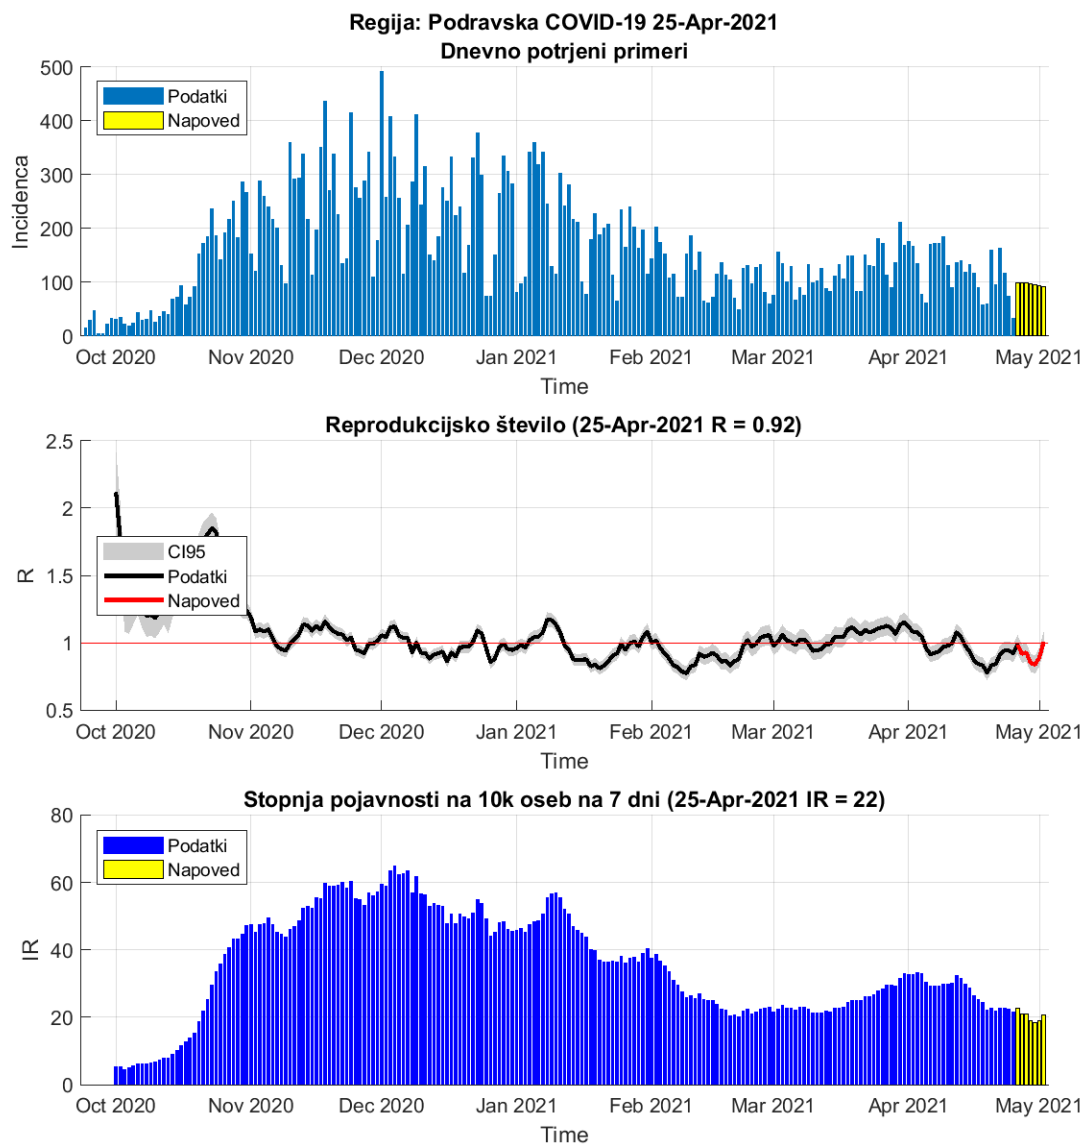 Regija: Podravska COVID-19 25-Apr-2021
Dnevno potrjeni primeri
500
400
300
200
100
0
Incidenca
Podatki
Napoved
Oct 2020
Nov 2020
Dec 2020
Jan 2021
Feb 2021
Mar 2021
Apr 2021
May 2021
Time
Reprodukcijsko število (25-Apr-2021 R = 0.92)
2.5
2
1.5
1
0.5
R
CI95
Podatki
Napoved
Oct 2020
Nov 2020
Dec 2020
Jan 2021
Feb 2021
Mar 2021
Apr 2021
May 2021
Time
Stopnja pojavnosti na 10k oseb na 7 dni (25-Apr-2021 IR = 22)
80
60
40
20
0
IR
Podatki
Napoved
Oct 2020
Nov 2020
Dec 2020
Jan 2021
Feb 2021
Mar 2021
Apr 2021
May 2021
Time